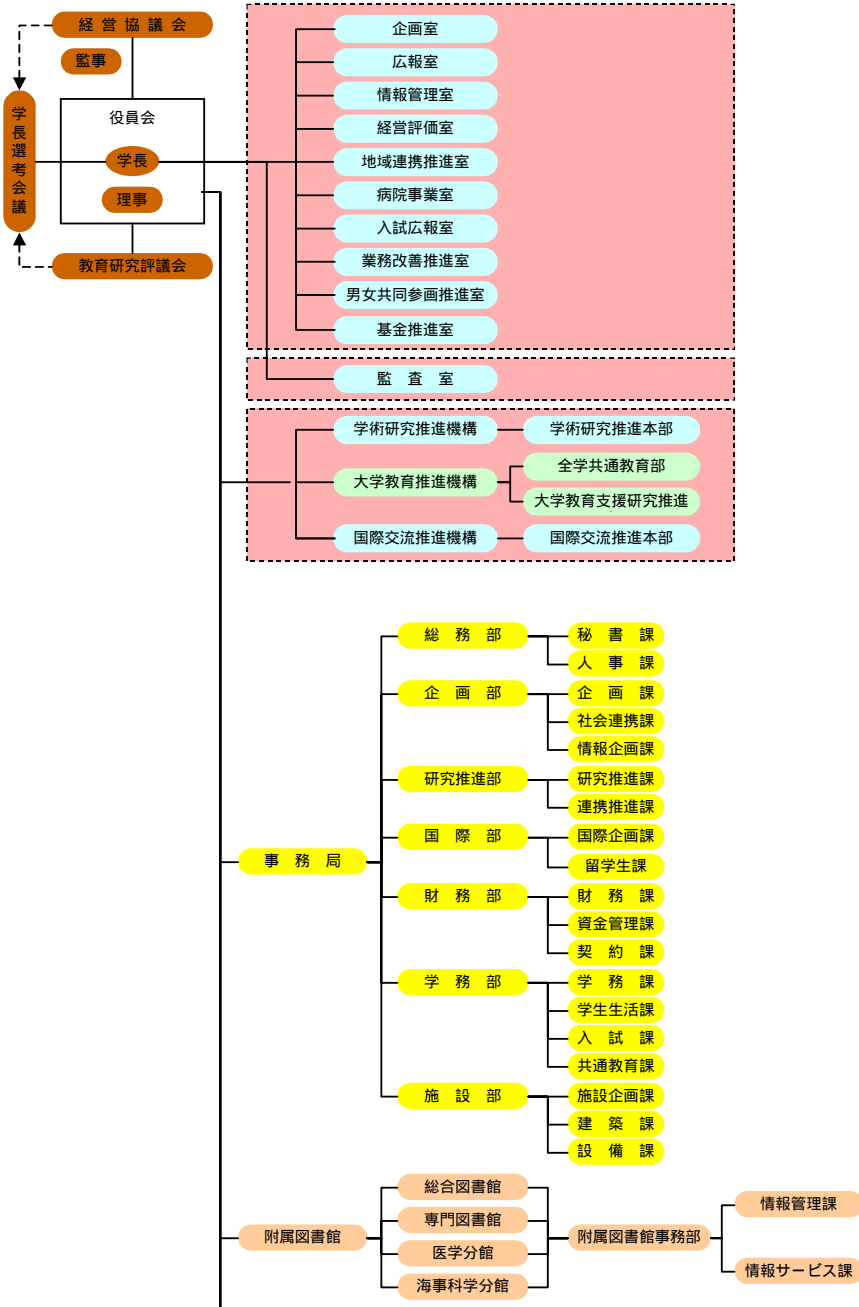 経 営 協 議 会
監事
学長選考会議
役員会
学長
理事
教育研究評議会
企画室
広報室
情報管理室
経営評価室
地域連携推進室
病院事業室
入試広報室
業務改善推進室
男女共同参画推進室
基金推進室
監 査 室
学術研究推進機構
学術研究推進本部
大学教育推進機構
全学共通教育部
大学教育支援研究推進
国際交流推進機構
国際交流推進本部
事 務 局
総 務 部
秘 書 課
人 事 課
企 画 部
企 画 課
社会連携課
情報企画課
研究推進部
研究推進課
連携推進課
国 際 部
国際企画課
留学生課
財 務 部
財 務 課
資金管理課
契 約 課
学 務 部
学 務 課
学生生活課
入 試 課
共通教育課
施 設 部
施設企画課
建 築 課
設 備 課
附属図書館
総合図書館
専門図書館
医学分館
海事科学分館
附属図書館事務部
情報管理課
情報サービス課